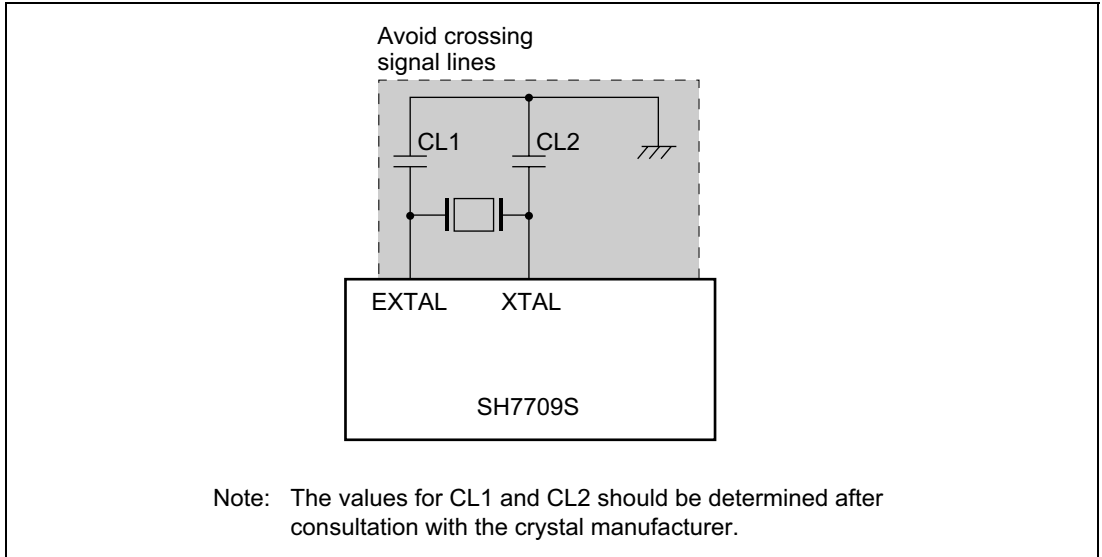 Avoid crossing
signal lines
CL1 CL2
EXTAL XTAL
SH7709S
Note: The values for CL1 and CL2 should be determined after
consultation with the crystal manufacturer.